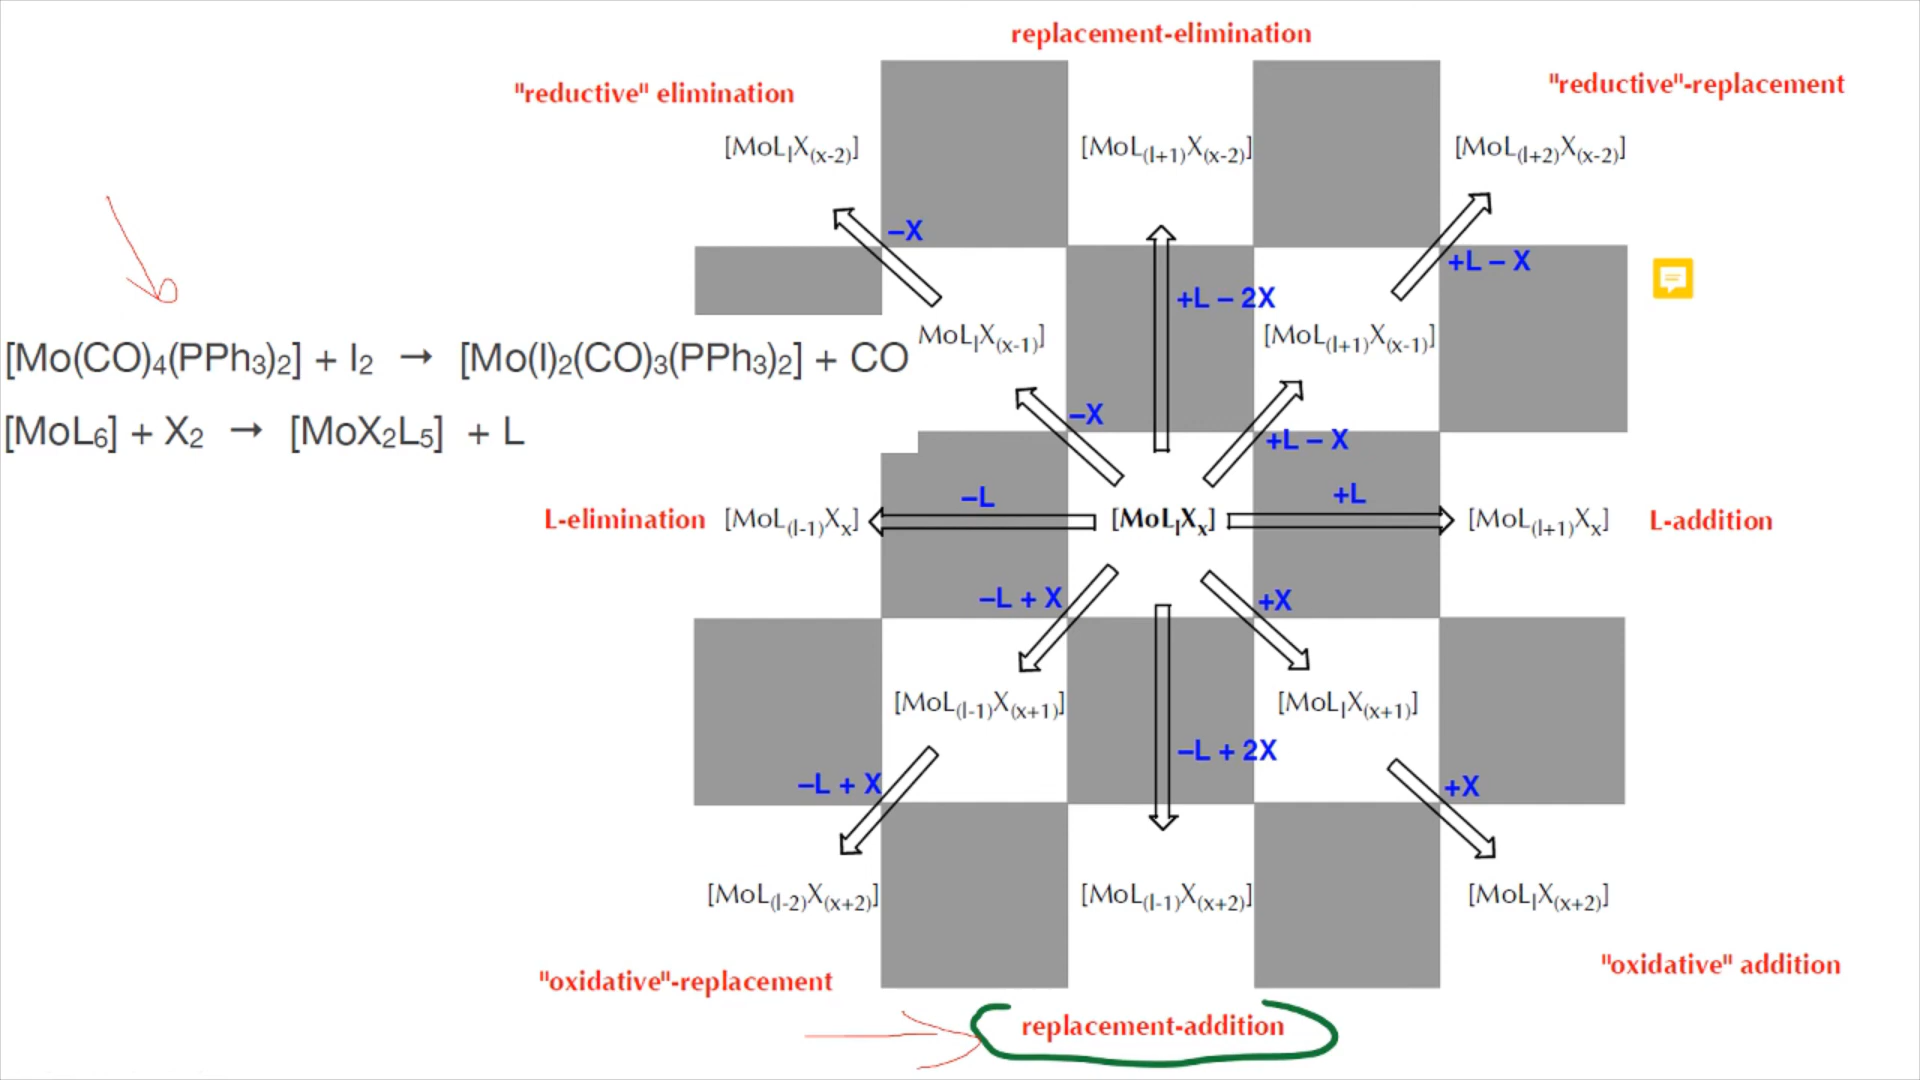 replacement-elimination
"reductive" elimination
"reductive"-replacement
[MoLlX(x-2)]
[MoL(l+1)X(x-2)]
[MoL(l+2)X(x-2)]
–X
+L – X
+L – 2X
MoLlX(x-1)]
[MoL(l+1)X(x-1)]
[Mo(CO)4(PPh3)2] + I2 → [Mo(I)2(CO)3(PPh3)2] + CO
–X
+L – X
[MoL6] + X2 → [MoX2L5] + L
–L
+L
L-elimination
[MoL(l-1)Xx]
[MoLlXx]
[MoL(l+1)Xx]
L-addition
–L + X
+X
[MoL(l-1)X(x+1)]
[MoLlX(x+1)]
–L + 2X
–L + X
+X
[MoL(l-2)X(x+2)]
[MoL(l-1)X(x+2)]
[MoLlX(x+2)]
"oxidative"-replacement
"oxidative" addition
replacement-addition